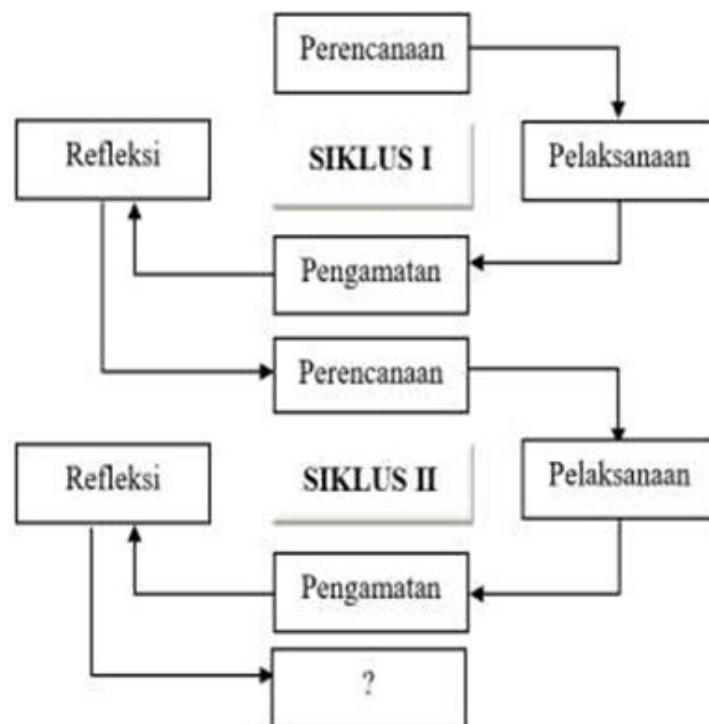 Perencanaan
Refleksi
SIKLUS I
Pelaksanaan
Pengamatan
Perencanaan
Refleksi
SIKLUS II
Pelaksanaan
Pengamatan
?